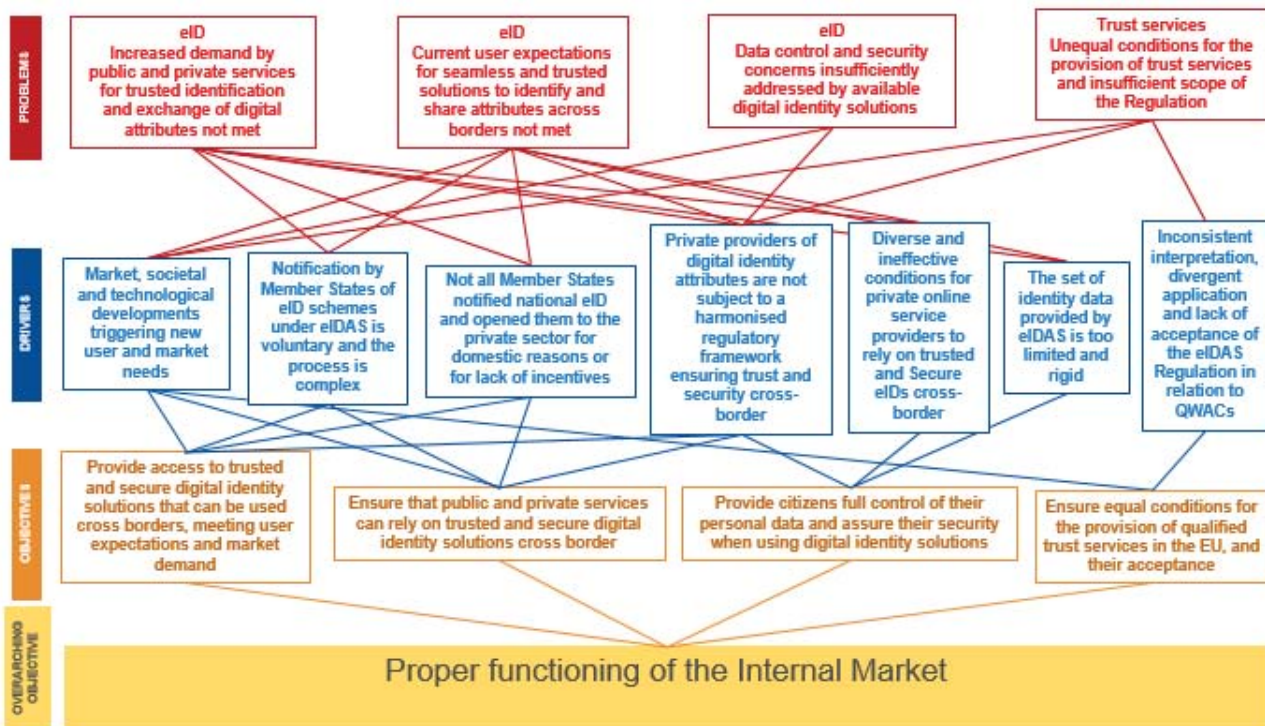 PROBLEMS
eID
Increased demand by
public and private services
for trusted identification
and exchange of digital
attributes not met
eID
Current user expectations
for seamless and trusted
solutions to identify and
share attributes across
borders not met
eID
Data control and security
concerns insufficiently
addressed by available
digital identity solutions
Trust services
Unequal conditions for the
provision of trust services
and insufficient scope of
the Regulation
DRIVERS
Market, societal
and technological
developments
triggering new
user and market
needs
Notification by
Member States of
eID schemes
under eIDAS is
voluntary and the
process is
complex
Not all Member States
notified national eID
and opened them to the
private sector for
domestic reasons or
for lack of incentives
Private providers of
digital identity
attributes are not
subject to a
harmonised
regulatory
framework
ensuring trust and
security cross-
border
Diverse and
ineffective
conditions for
private online
service
providers to
rely on trusted
and Secure
eIDs cross-
border
The set of
identity data
provided by
eIDAS is too
limited and
rigid
Inconsistent
interpretation,
divergent
application
and lack of
acceptance of
the eIDAS
Regulation in
relation to
QWACs
OBJECTIVES
Provide access to trusted
and secure digital identity
solutions that can be used
cross borders, meeting user
expectations and market
demand
Ensure that public and private services
can rely on trusted and secure digital
identity solutions cross border
Provide citizens full control of their
personal data and assure their security
when using digital identity solutions
Ensure equal conditions for
the provision of qualified
trust services in the EU, and
their acceptance
OVERARCHING
OBJECTIVE
Proper functioning of the Internal Market